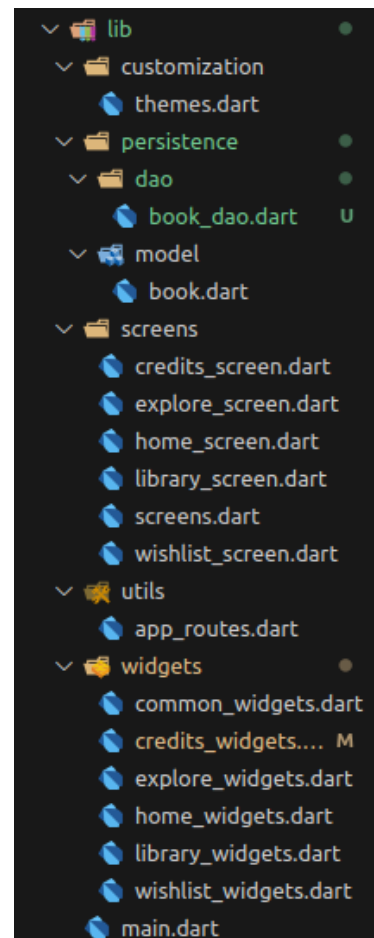 lib
customization
themes.dart
persistence
dao
book_dao.dart U
model
book.dart
screens
credits_screen.dart
explore_screen.dart
home_screen.dart
library_screen.dart
screens.dart
wishlist_screen.dart
utils
app_routes.dart
widgets
common_widgets.dart
credits_widgets.... M
explore_widgets.dart
home_widgets.dart
library_widgets.dart
wishlist_widgets.dart
main.dart